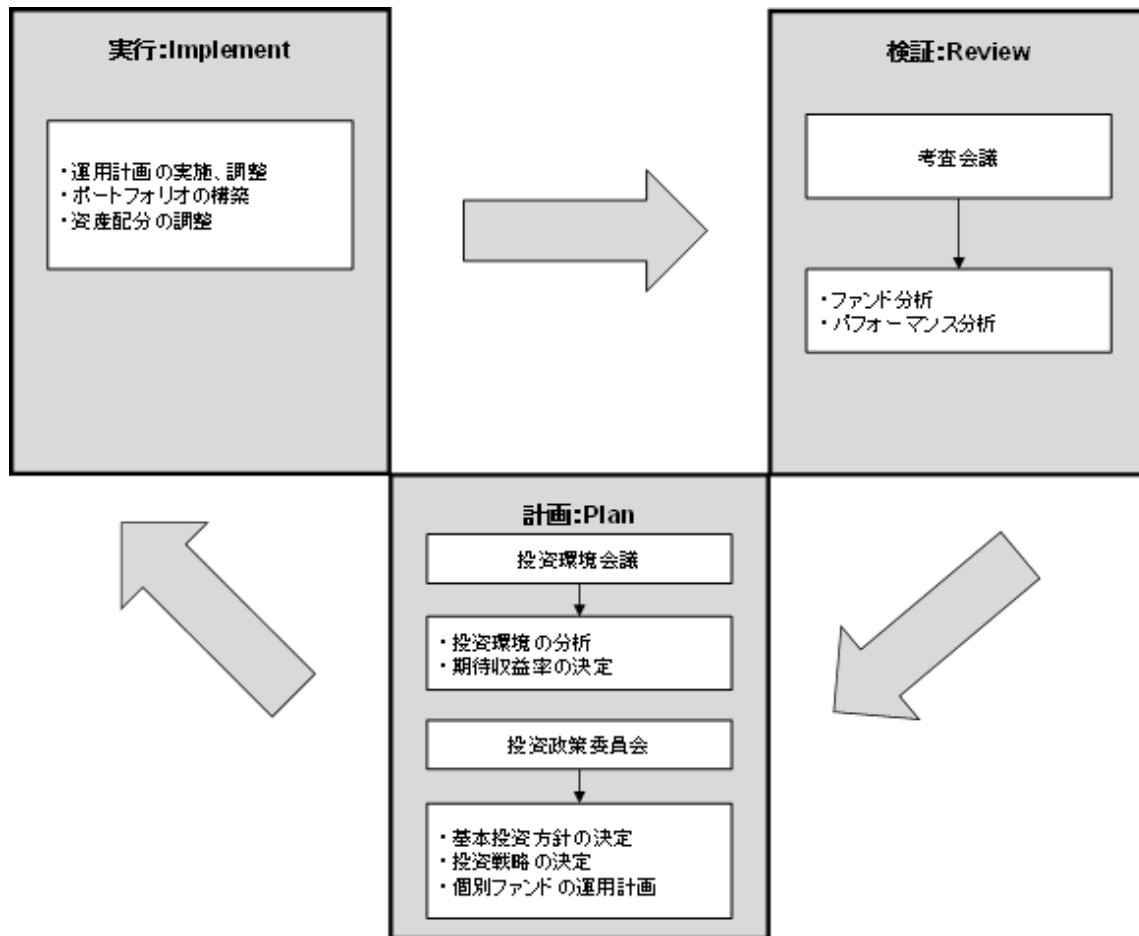 実行:Implement
・運用計画の実施、調整
・ポートフォリオの構築
・資産配分の調整
検証:Review
考査会議
・ファンド分析
・パフォーマンス分析
計画:Plan
投資環境会議
・投資環境の分析
・期待収益率の決定
投資政策委員会
・基本投資方針の決定
・投資戦略の決定
・個別ファンドの運用計画